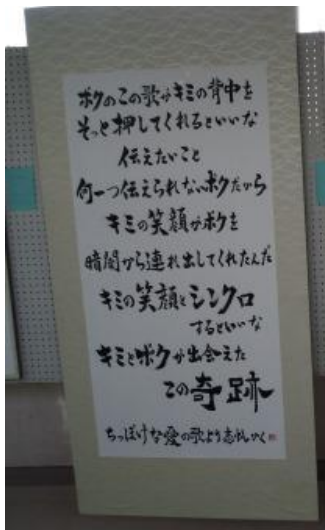 ボクのこの歌がキミの背中を
そっと押してくれるといいな
伝えたいこと
何一つ伝えられないボクだから
キミの笑顔がボクを
暗闇から連れ出してくれたんだ
キミの笑顔とシンクロ
するといいな
キミとボクが出会えた
この奇跡
ちっぽけな愛の歌より